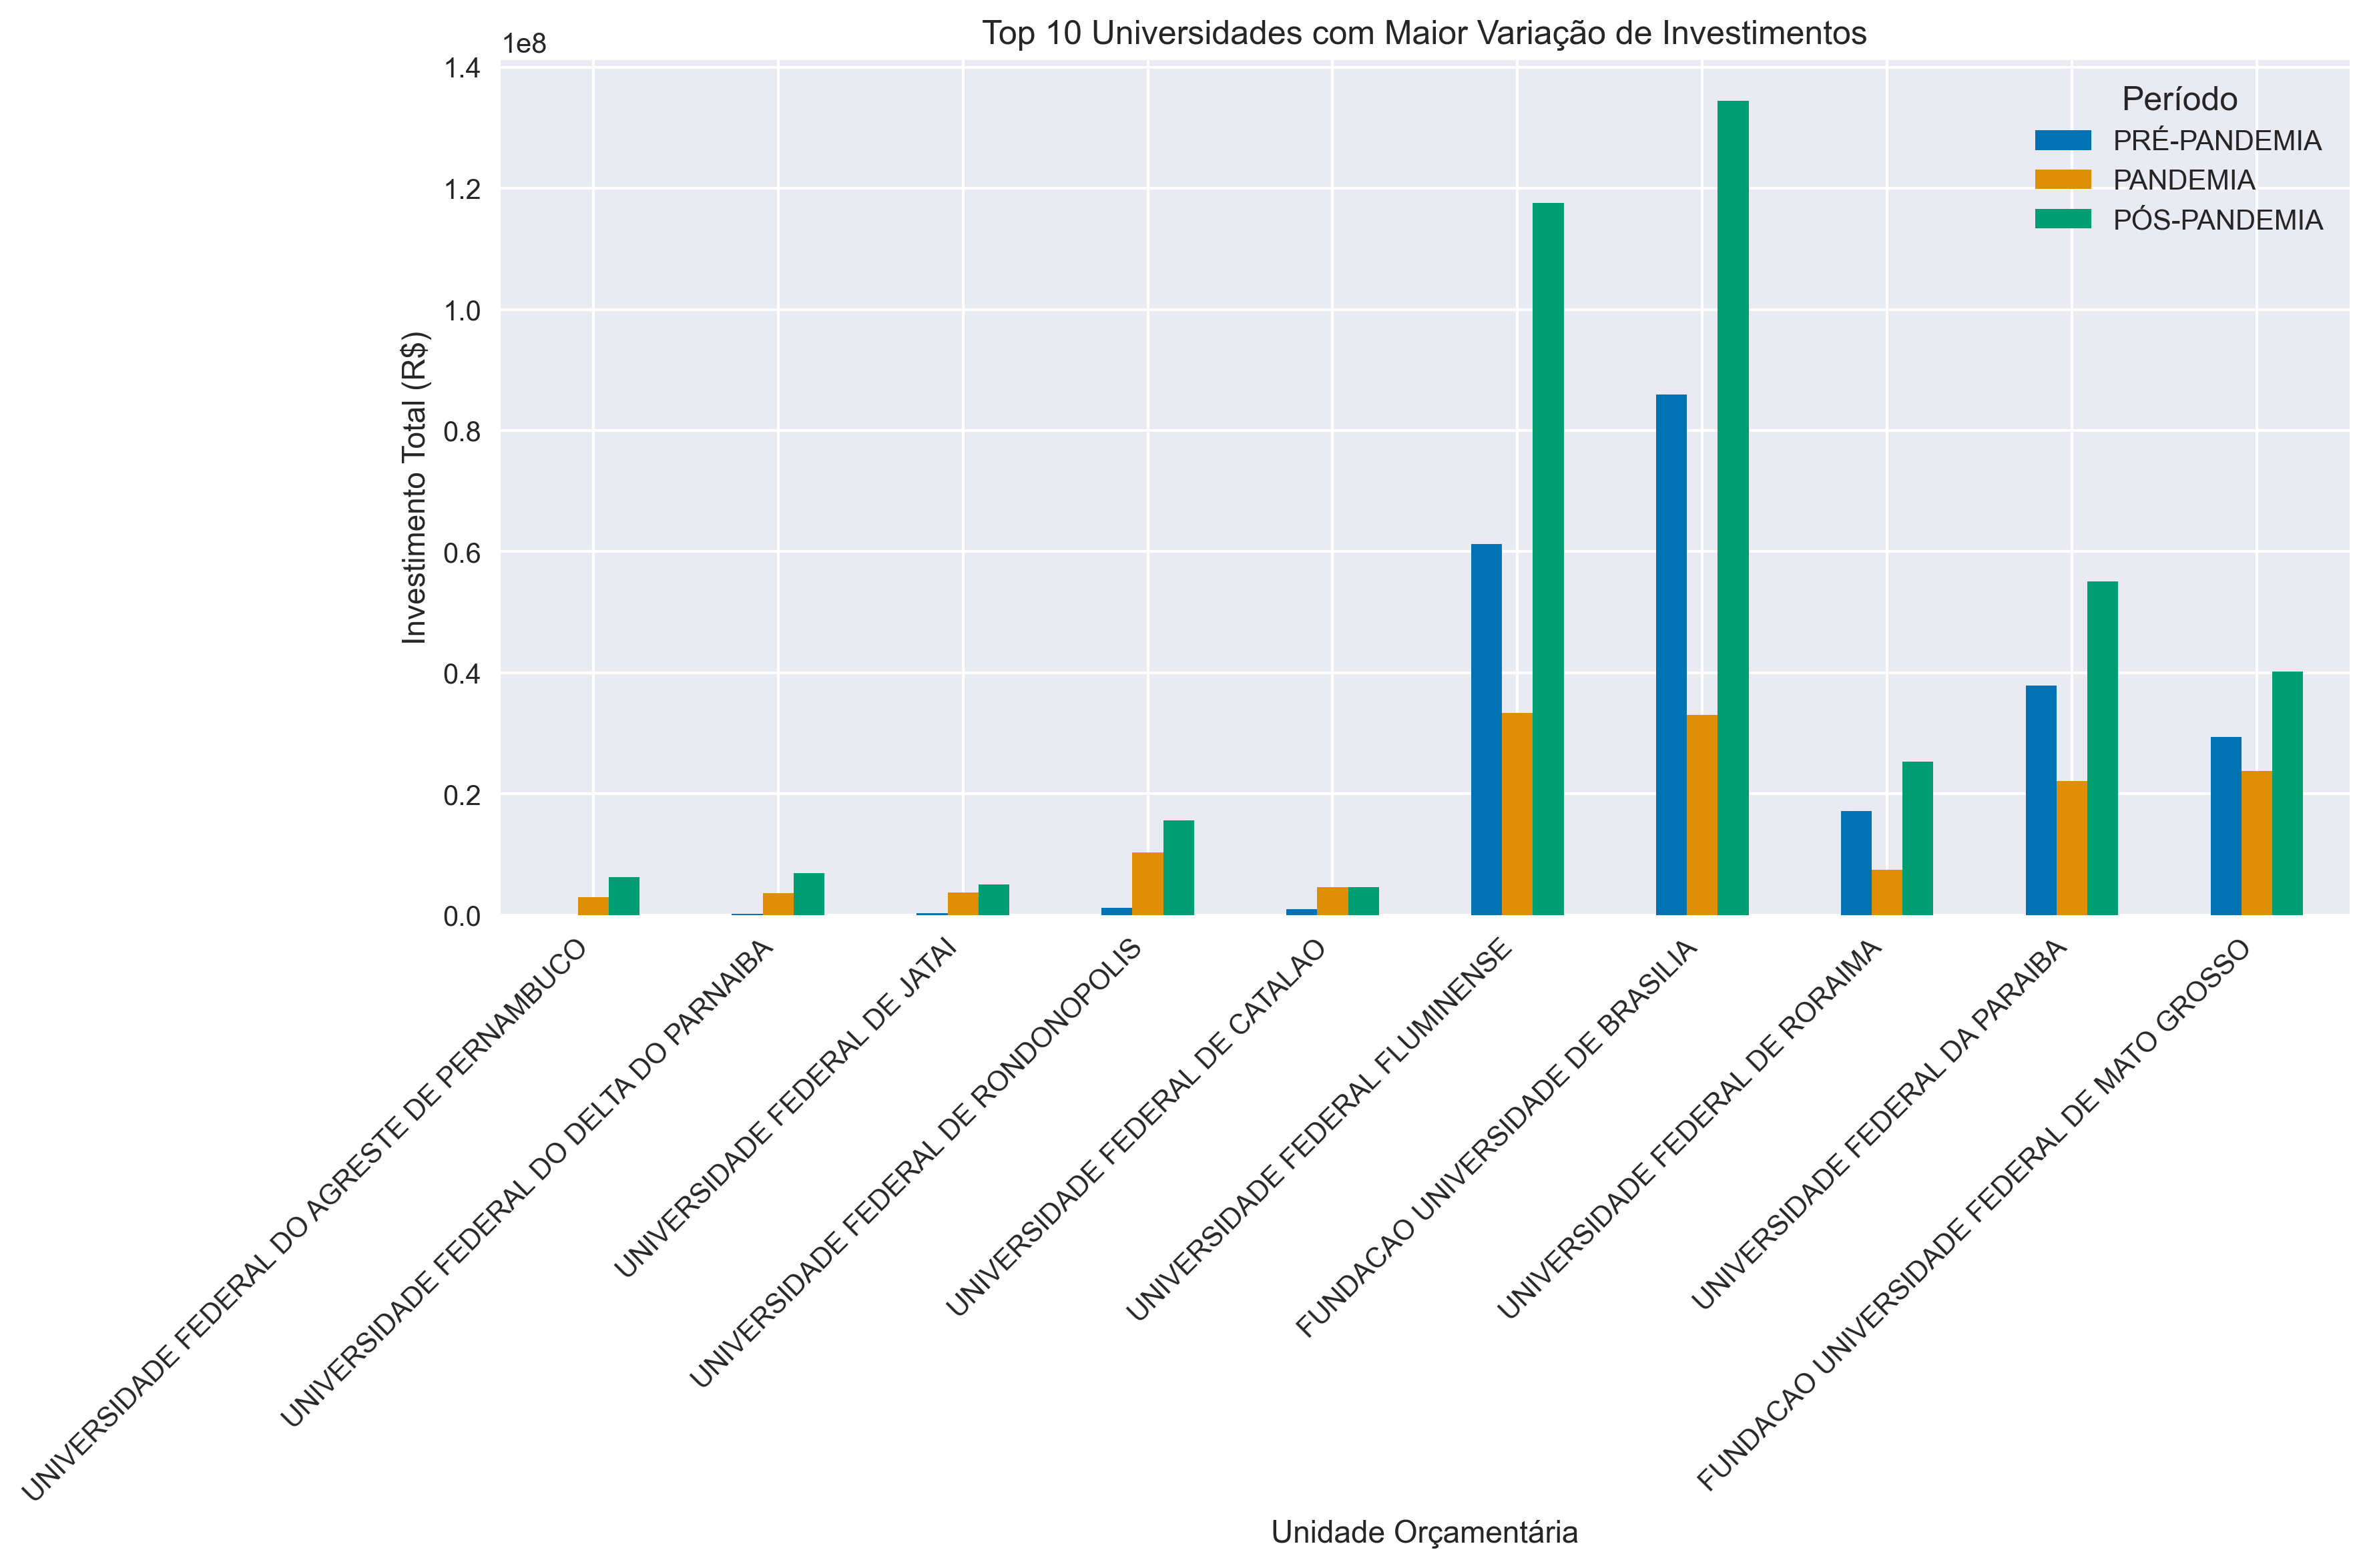 Top 10 Universidades com Maior Variação de Investimentos
1e8
1.4
1.2
1.0
0.8
0.6
0.4
0.2
0.0
Investimento Total (R$)
Período
PRÉ-PANDEMIA
PANDEMIA
PÓS-PANDEMIA
UNIVERSIDADE FEDERAL DO AGRESTE DE PERNAMBUCO
UNIVERSIDADE FEDERAL DO DELTA DO PARNAIBA
UNIVERSIDADE FEDERAL DE JATAI
UNIVERSIDADE FEDERAL DE RONDONOPOLIS
UNIVERSIDADE FEDERAL DE CATALAO
UNIVERSIDADE FEDERAL FLUMINENSE
FUNDACAO UNIVERSIDADE DE BRASILIA
UNIVERSIDADE FEDERAL DE RORAIMA
UNIVERSIDADE FEDERAL DA PARAIBA
FUNDACAO UNIVERSIDADE FEDERAL DE MATO GROSSO
Unidade Orçamentária